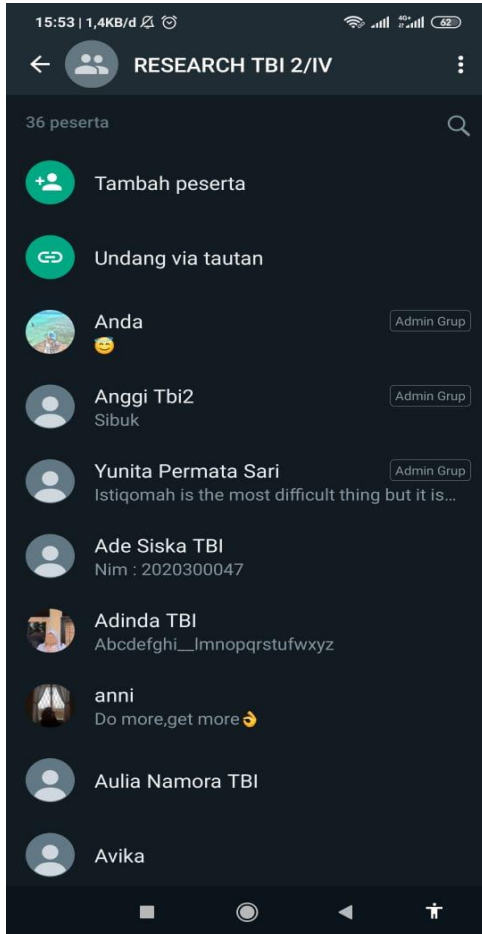 15:53 | 1,4KB/d
4G+
62
RESEARCH TBI 2/IV
36 peserta
Tambah peserta
Undang via tautan
Anda
Admin Grup
😇
Anggi Tbi2
Admin Grup
Sibuk
Yunita Permata Sari
Admin Grup
Istiqomah is the most difficult thing but it is...
Ade Siska TBI
Nim : 2020300047
Adinda TBI
Abcdefghi__lmnopqrstufwxyz
anni
Do more,get more👌
Aulia Namora TBI
Avika